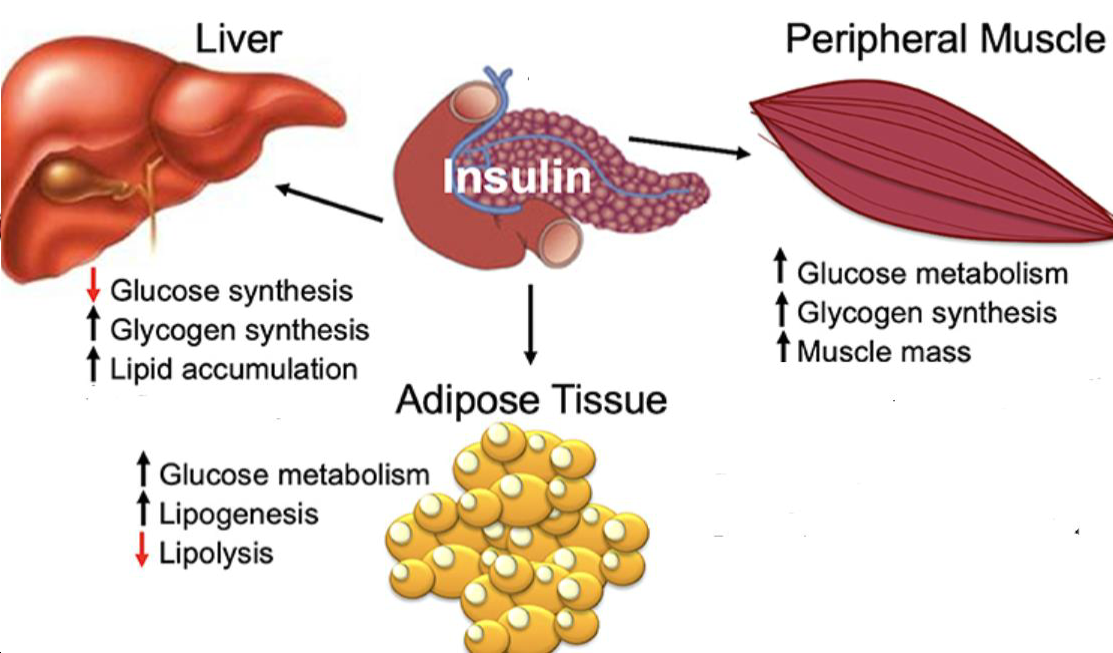 Liver
Peripheral Muscle
Insulin
Glucose synthesis
Glycogen synthesis
Lipid accumulation
Glucose metabolism
Glycogen synthesis
Muscle mass
Adipose Tissue
Glucose metabolism
Lipogenesis
Lipolysis